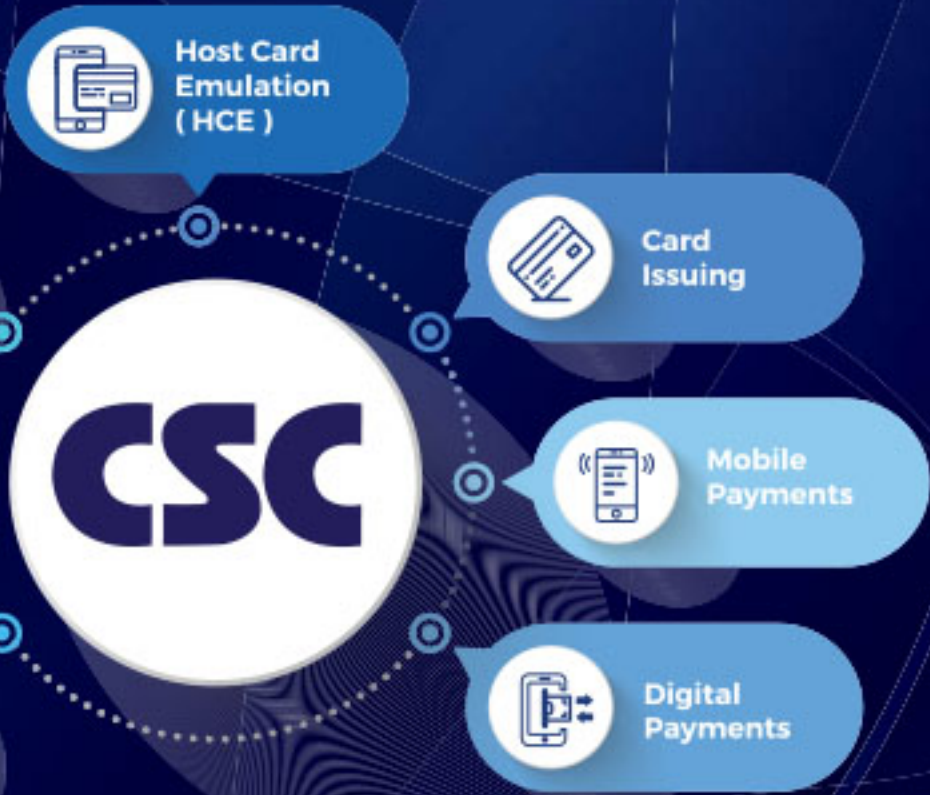 Host Card
Emulation
( HCE )
Card
Issuing
CSC
Mobile
Payments
Digital
Payments